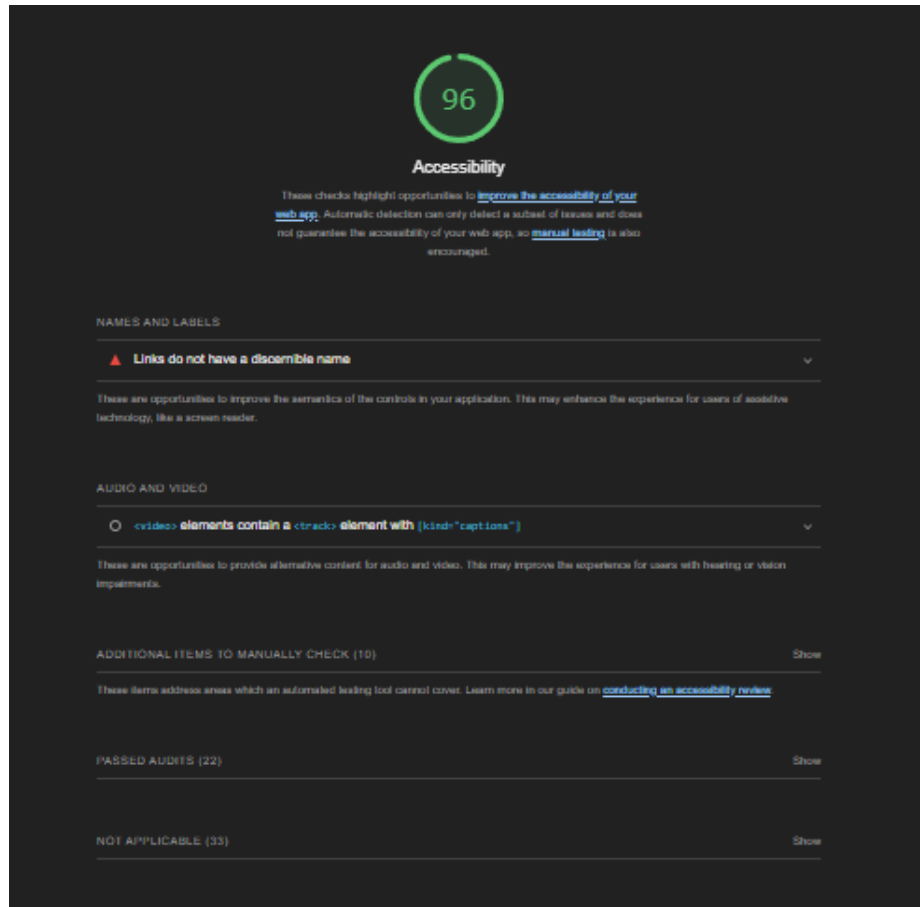 96
Accessibility
These checks highlight opportunities to improve the accessibility of your
web app. Automatic detection can only detect a subset of issues and does
not guarantee the accessibility of your web app, so manual testing is also
encouraged.
NAMES AND LABELS
Links do not have a discernible name
These are opportunities to improve the semantics of the controls in your application. This may enhance the experience for users of assistive
technology, like a screen reader.
AUDIO AND VIDEO
<video> elements contain a <track> element with [kind="captions"]
These are opportunities to provide alternative content for audio and video. This may improve the experience for users with hearing or vision
impairments.
ADDITIONAL ITEMS TO MANUALLY CHECK (10) Show
These items address areas which an automated testing tool cannot cover. Learn more in our guide on conducting an accessibility review.
PASSED AUDITS (22) Show
NOT APPLICABLE (33) Show